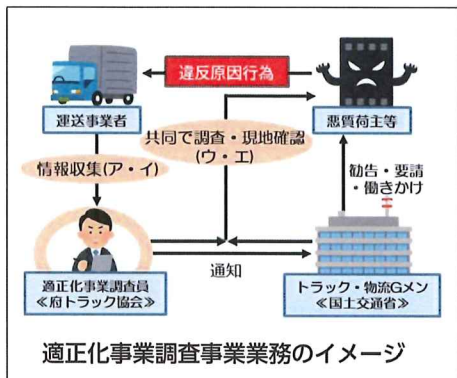 違反原因行為
運送事業者
悪質荷主等
共同で調査・現地確認
(ウ・エ)
情報収集(ア・イ)
勧告・要請
・働きかけ
通知
適正化事業調査員
≪府トラック協会≫
トラック・物流Gメン
≪国土交通省≫
適正化事業調査事業業務のイメージ